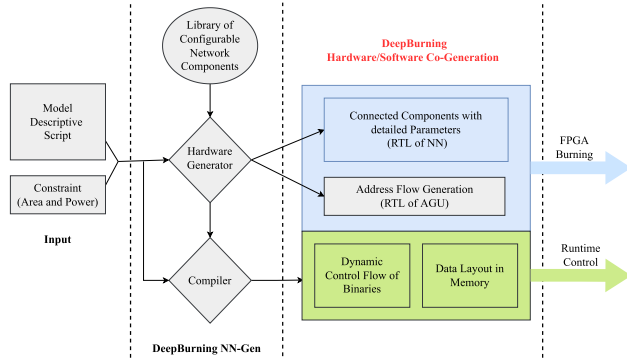 Library of
Configurable
Network
Components
DeepBurning
Hardware/Software Co-Generation
Model
Descriptive
Script
Constraint
(Area and Power)
Input
Hardware
Generator
Compiler
DeepBurning NN-Gen
Connected Components with
detailed Parameters
(RTL of NN)
Address Flow Generation
(RTL of AGU)
Dynamic
Control Flow of
Binaries
Data Layout in
Memory
FPGA
Burning
Runtime
Control